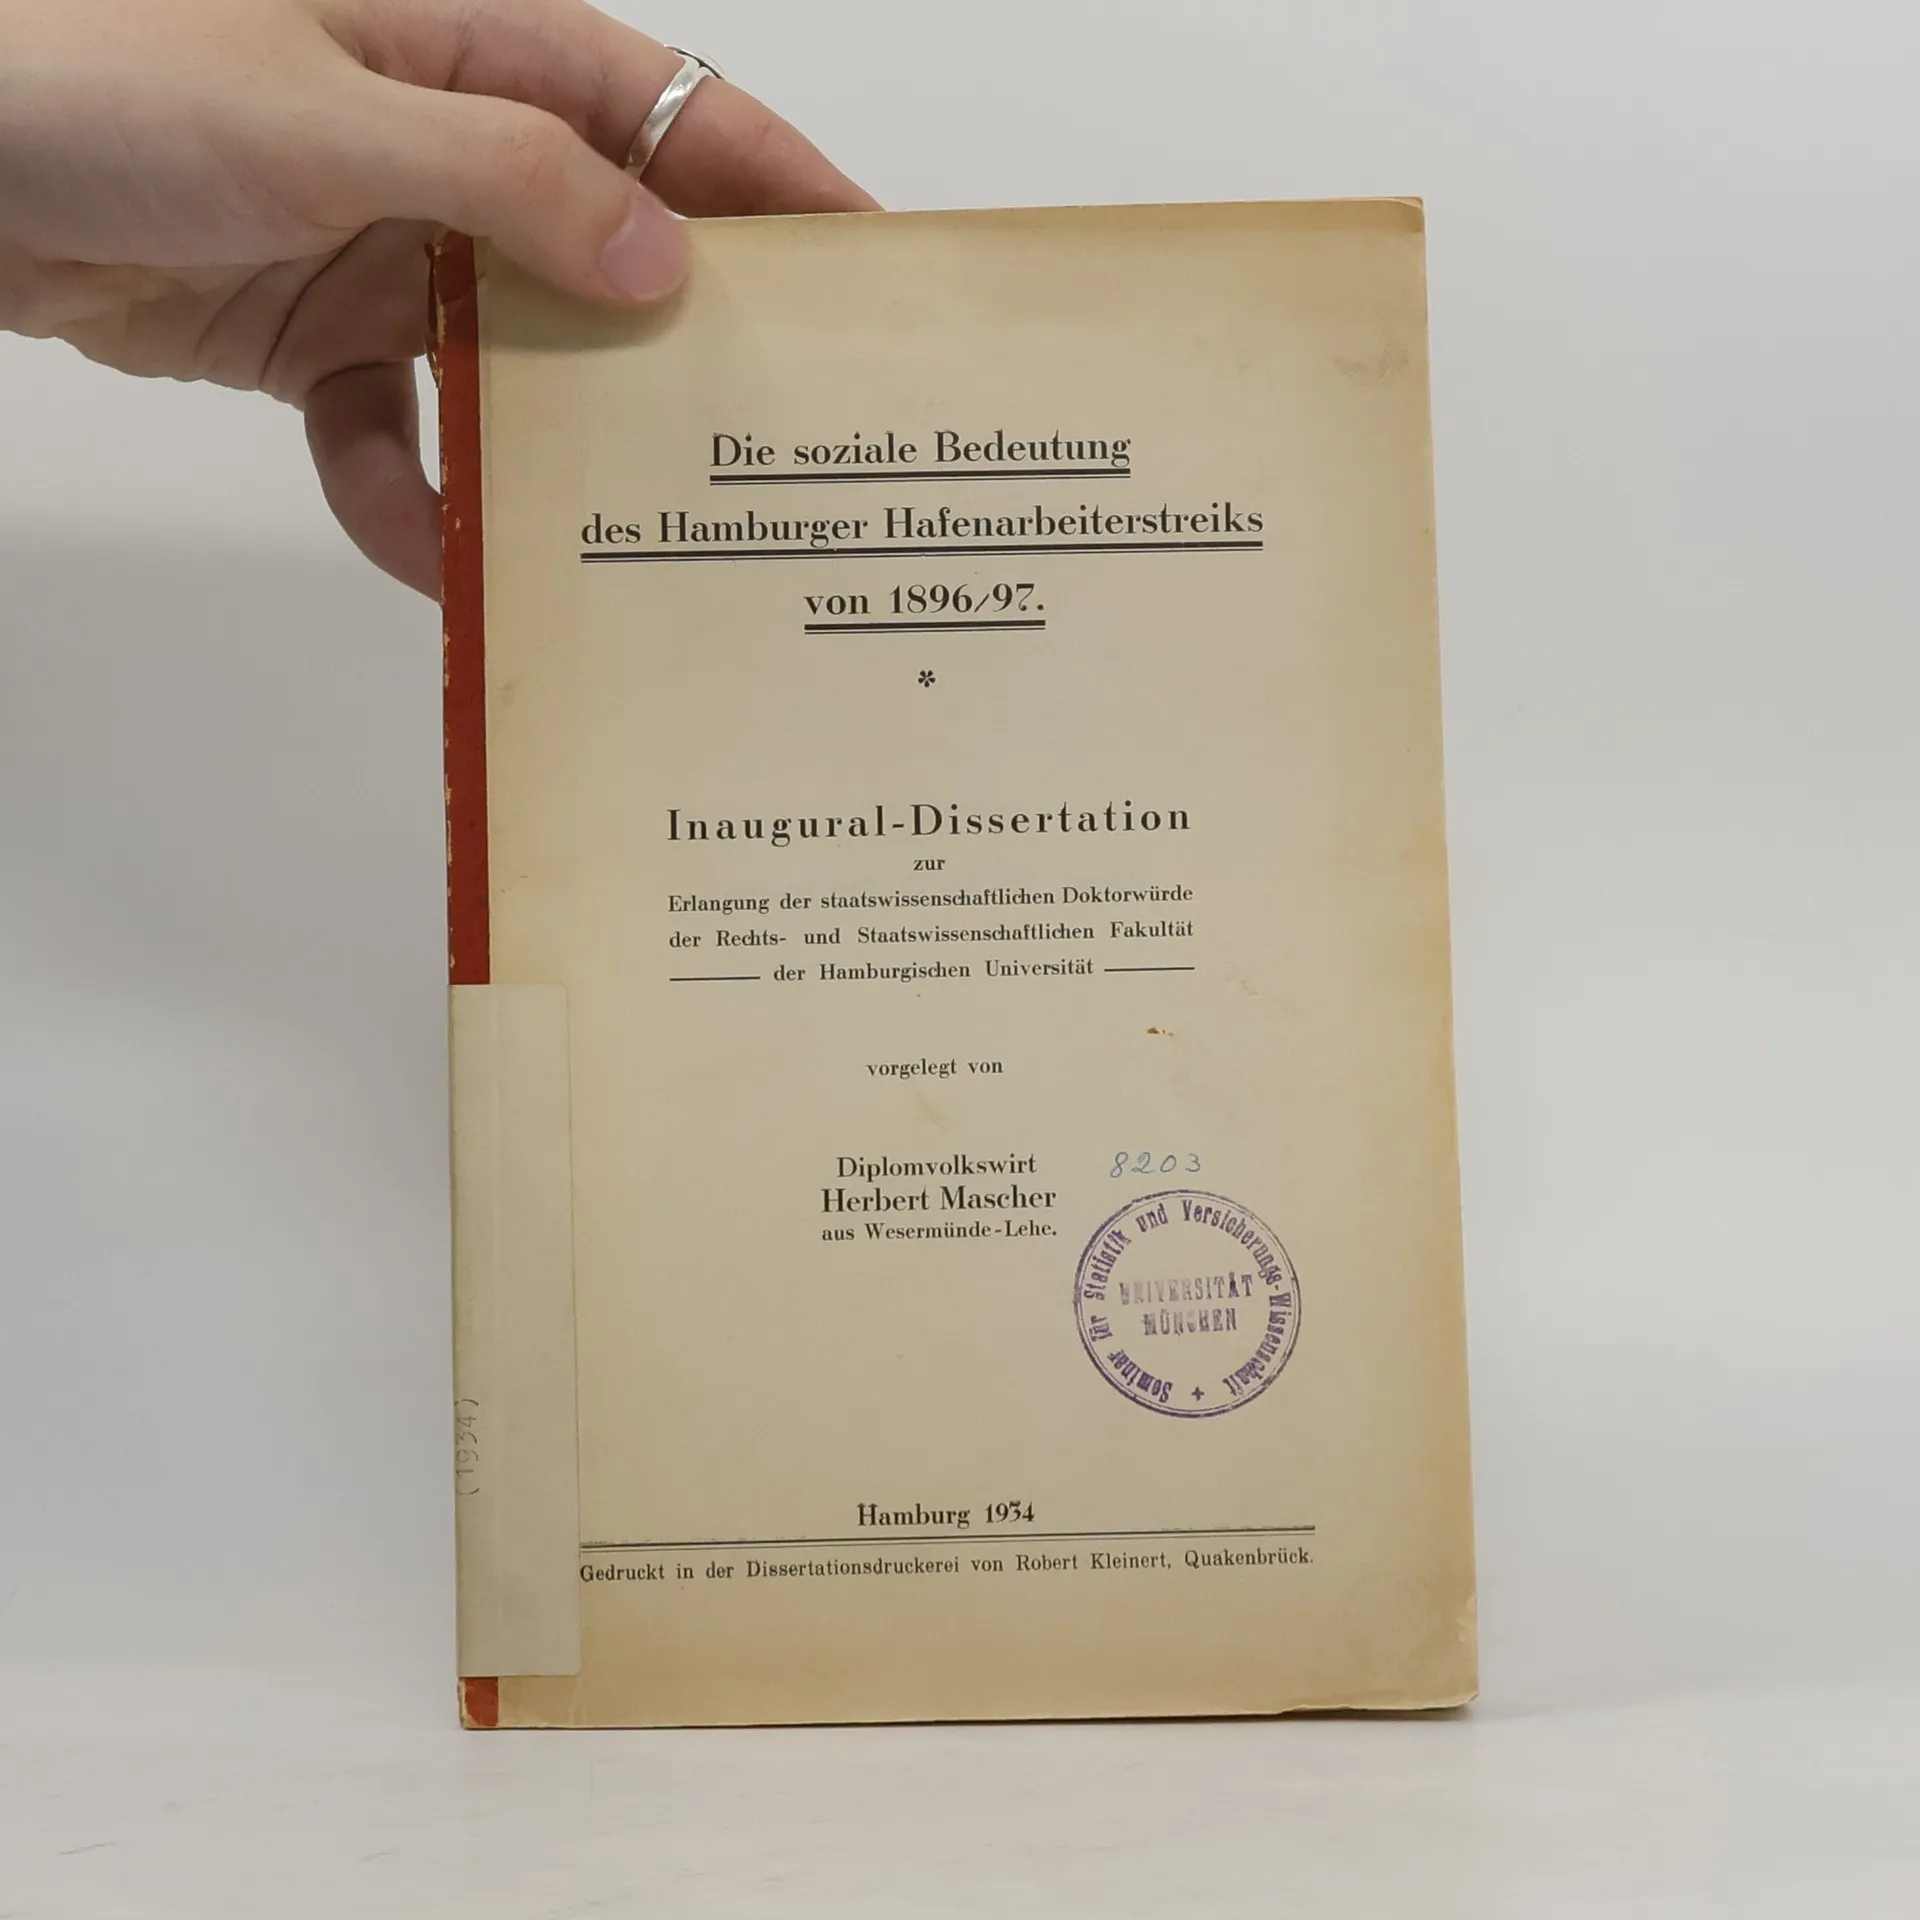 Die soziale Bedeutung
des Hamburger Hafenarbeiterstreiks
von 1896/97.
*
Inaugural-Dissertation
zur
Erlangung der staatswissenschaftlichen Doktorwürde
der Rechts- und Staatswissenschaftlichen Fakultät
der Hamburgischen Universität
vorgelegt von
Diplomvolkswirt
Herbert Mascher
aus Wesermünde-Lehe.
8203
Seminar für Statistik und Versicherungs-Wissenschaft
UNIVERSITÄT
MÜNCHEN
(1934)
Hamburg 1934
Gedruckt in der Dissertationsdruckerei von Robert Kleinert, Quakenbrück.